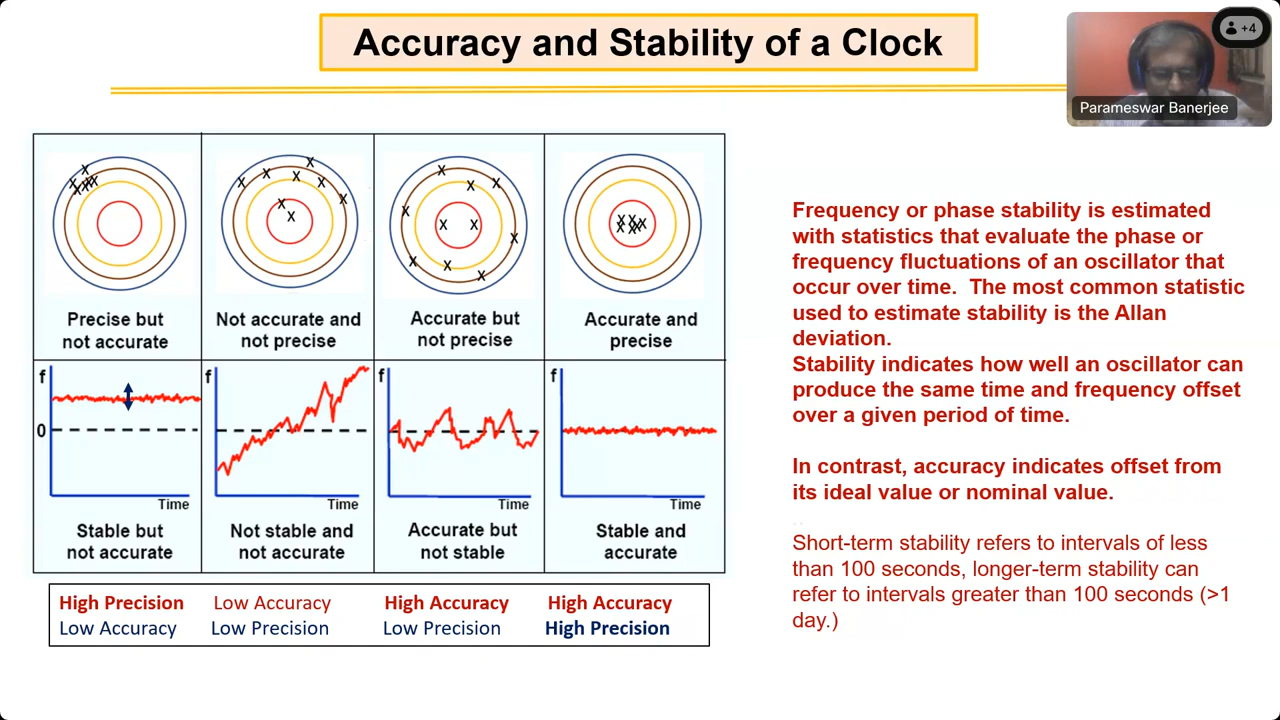 Accuracy and Stability of a Clock
+4
Parameswar Banerjee
X X X X X X
X X X X X X X X X
X X X X X X X X X X
X X X X X X X
Precise but
not accurate
Not accurate and
not precise
Accurate but
not precise
Accurate and
precise
f
0
Time
f
Time
f
Time
f
Time
Stable but
not accurate
Not stable and
not accurate
Accurate but
not stable
Stable and
accurate
High Precision
Low Accuracy
Low Accuracy
Low Precision
High Accuracy
Low Precision
High Accuracy
High Precision
Frequency or phase stability is estimated
with statistics that evaluate the phase or
frequency fluctuations of an oscillator that
occur over time. The most common statistic
used to estimate stability is the Allan
deviation.
Stability indicates how well an oscillator can
produce the same time and frequency offset
over a given period of time.
In contrast, accuracy indicates offset from
its ideal value or nominal value.
Short-term stability refers to intervals of less
than 100 seconds, longer-term stability can
refer to intervals greater than 100 seconds (>1
day.)